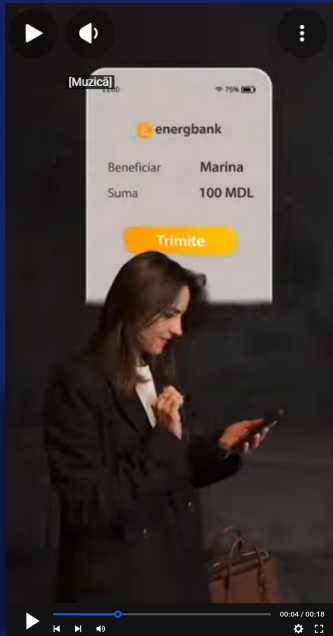 [Muzică]
75%
energbank
Beneficiar Marina
Suma 100 MDL
Trimite
00:04 / 00:18